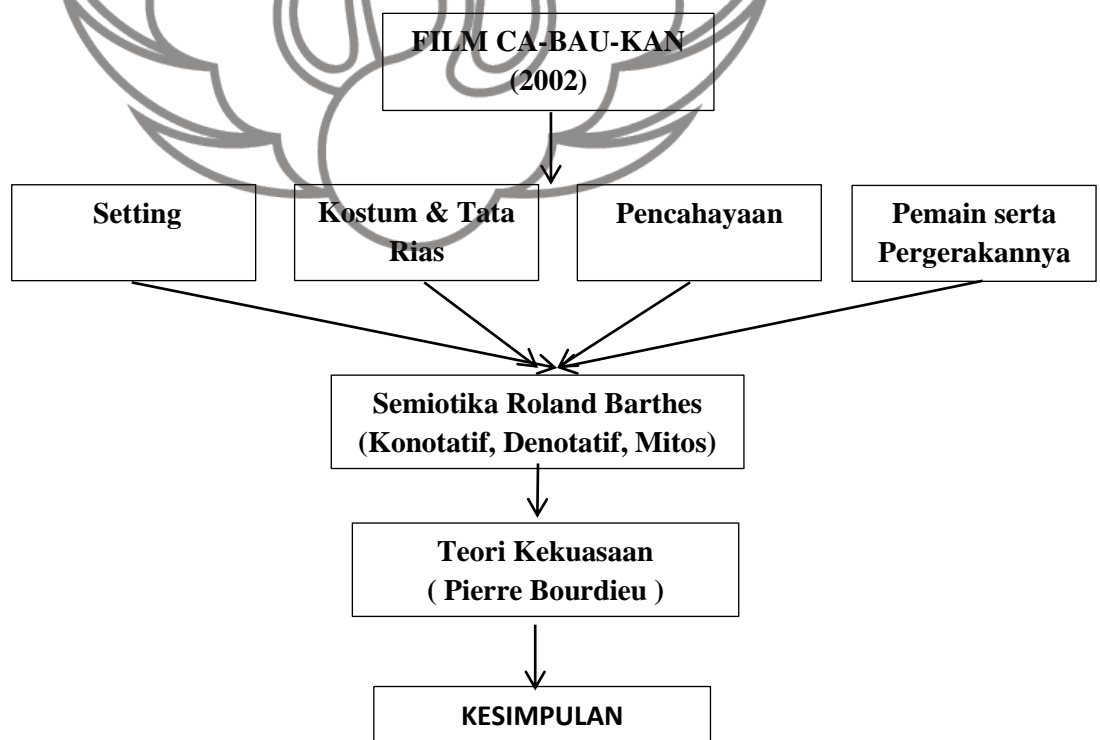 FILM CA-BAU-KAN
(2002)
Setting
Kostum & Tata
Rias
Pencahayaan
Pemain serta
Pergerakannya
Semiotika Roland Barthes
(Konotatif, Denotatif, Mitos)
Teori Kekuasaan
( Pierre Bourdieu )
KESIMPULAN